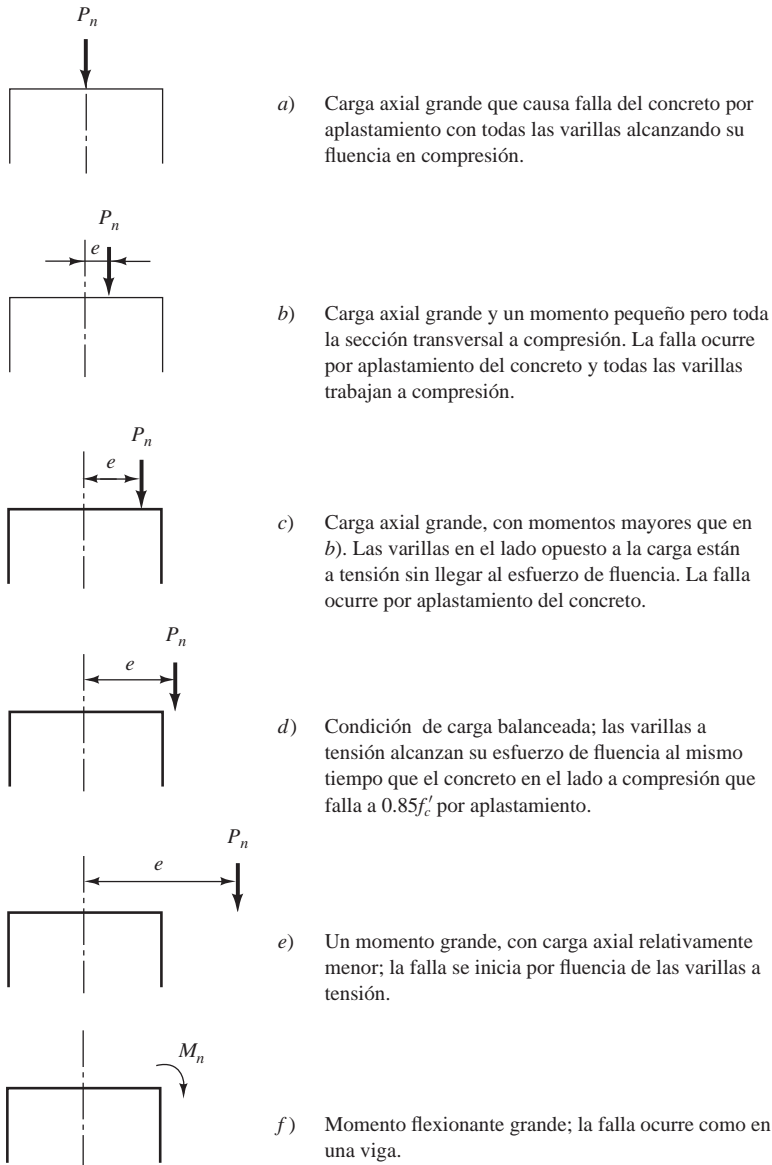 Pn
a) Carga axial grande que causa falla del concreto por
aplastamiento con todas las varillas alcanzando su
fluencia en compresión.
Pn
e
b) Carga axial grande y un momento pequeño pero toda
la sección transversal a compresión. La falla ocurre
por aplastamiento del concreto y todas las varillas
trabajan a compresión.
Pn
e
c) Carga axial grande, con momentos mayores que en
b). Las varillas en el lado opuesto a la carga están
a tensión sin llegar al esfuerzo de fluencia. La falla
ocurre por aplastamiento del concreto.
Pn
e
d) Condición de carga balanceada; las varillas a
tensión alcanzan su esfuerzo de fluencia al mismo
tiempo que el concreto en el lado a compresión que
falla a 0.85f′c por aplastamiento.
Pn
e
e) Un momento grande, con carga axial relativamente
menor; la falla se inicia por fluencia de las varillas a
tensión.
Mn
f) Momento flexionante grande; la falla ocurre como en
una viga.